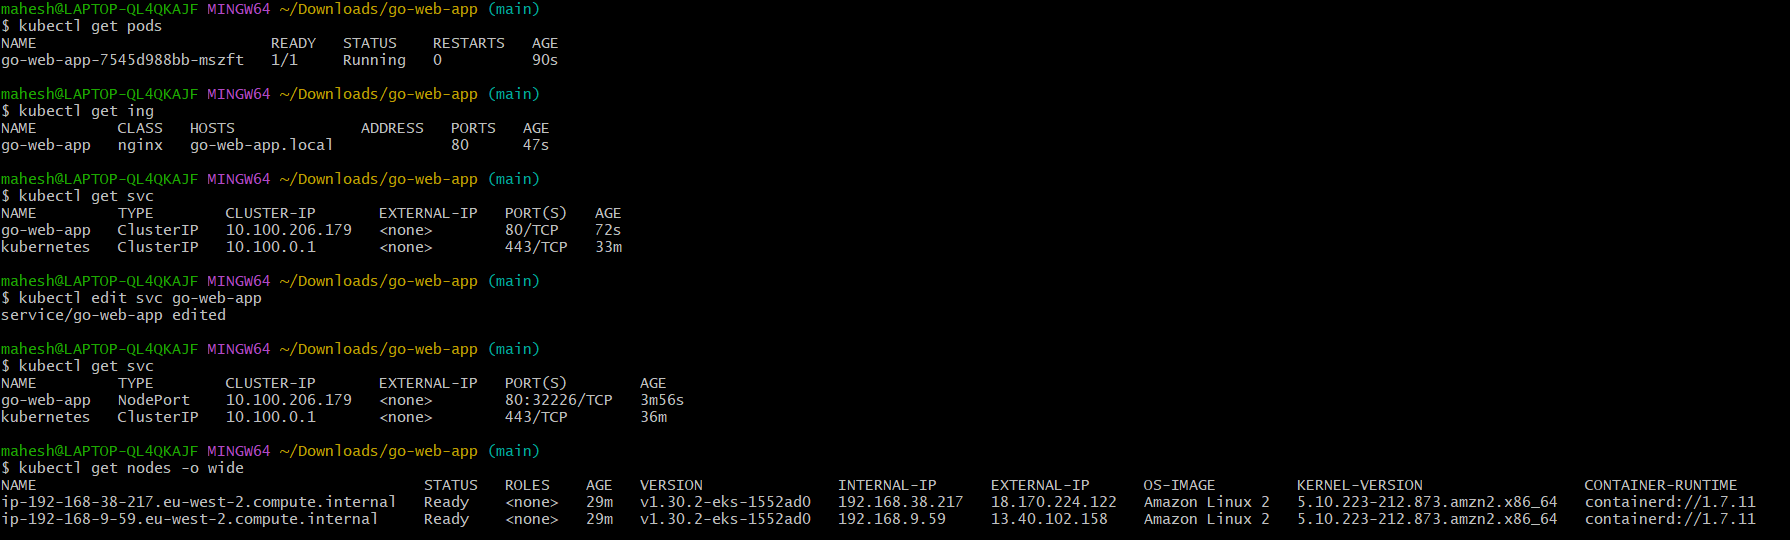 mahesh@LAPTOP-QL4QKAJF MINGW64 ~/Downloads/go-web-app (main)
$ kubectl get pods
NAME                          READY   STATUS    RESTARTS   AGE
go-web-app-7545d988bb-mszft   1/1     Running   0          90s
mahesh@LAPTOP-QL4QKAJF MINGW64 ~/Downloads/go-web-app (main)
$ kubectl get ing
NAME         CLASS   HOSTS              ADDRESS   PORTS   AGE
go-web-app   nginx   go-web-app.local             80      47s
mahesh@LAPTOP-QL4QKAJF MINGW64 ~/Downloads/go-web-app (main)
$ kubectl get svc
NAME         TYPE        CLUSTER-IP       EXTERNAL-IP   PORT(S)   AGE
go-web-app   ClusterIP   10.100.206.179   <none>        80/TCP    72s
kubernetes   ClusterIP   10.100.0.1       <none>        443/TCP   33m
mahesh@LAPTOP-QL4QKAJF MINGW64 ~/Downloads/go-web-app (main)
$ kubectl edit svc go-web-app
service/go-web-app edited
mahesh@LAPTOP-QL4QKAJF MINGW64 ~/Downloads/go-web-app (main)
$ kubectl get svc
NAME         TYPE        CLUSTER-IP       EXTERNAL-IP   PORT(S)        AGE
go-web-app   NodePort    10.100.206.179   <none>        80:32226/TCP   3m56s
kubernetes   ClusterIP   10.100.0.1       <none>        443/TCP        36m
mahesh@LAPTOP-QL4QKAJF MINGW64 ~/Downloads/go-web-app (main)
$ kubectl get nodes -o wide
NAME                                           STATUS   ROLES    AGE   VERSION               INTERNAL-IP      EXTERNAL-IP      OS-IMAGE         KERNEL-VERSION                  CONTAINER-RUNTIME
ip-192-168-38-217.eu-west-2.compute.internal   Ready    <none>   29m   v1.30.2-eks-1552ad0   192.168.38.217   18.170.224.122   Amazon Linux 2   5.10.223-212.873.amzn2.x86_64   containerd://1.7.11
ip-192-168-9-59.eu-west-2.compute.internal     Ready    <none>   29m   v1.30.2-eks-1552ad0   192.168.9.59     13.40.102.158    Amazon Linux 2   5.10.223-212.873.amzn2.x86_64   containerd://1.7.11